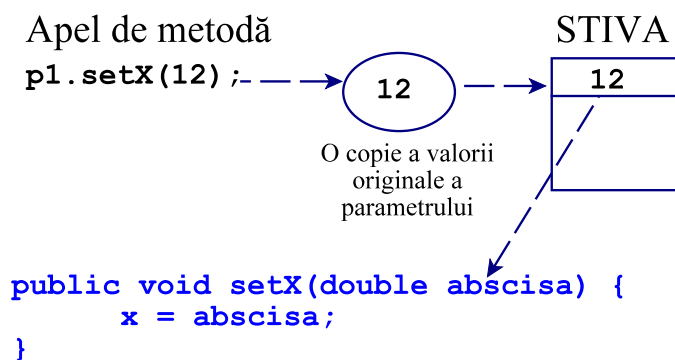 Apel de metodă
STIVA
p1.setX(12);
12
12
O copie a valorii
originale a
parametrului
public void setX(double abscisa) {
x = abscisa;
}